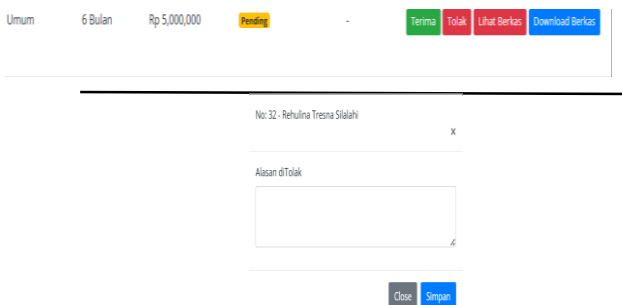 Umum 6 Bulan Rp 5,000,000 Pending - Terima Tolak Lihat Berkas Download Berkas
No: 32 - Rehulina Tresna Silalahi
x
Alasan diTolak
Close Simpan